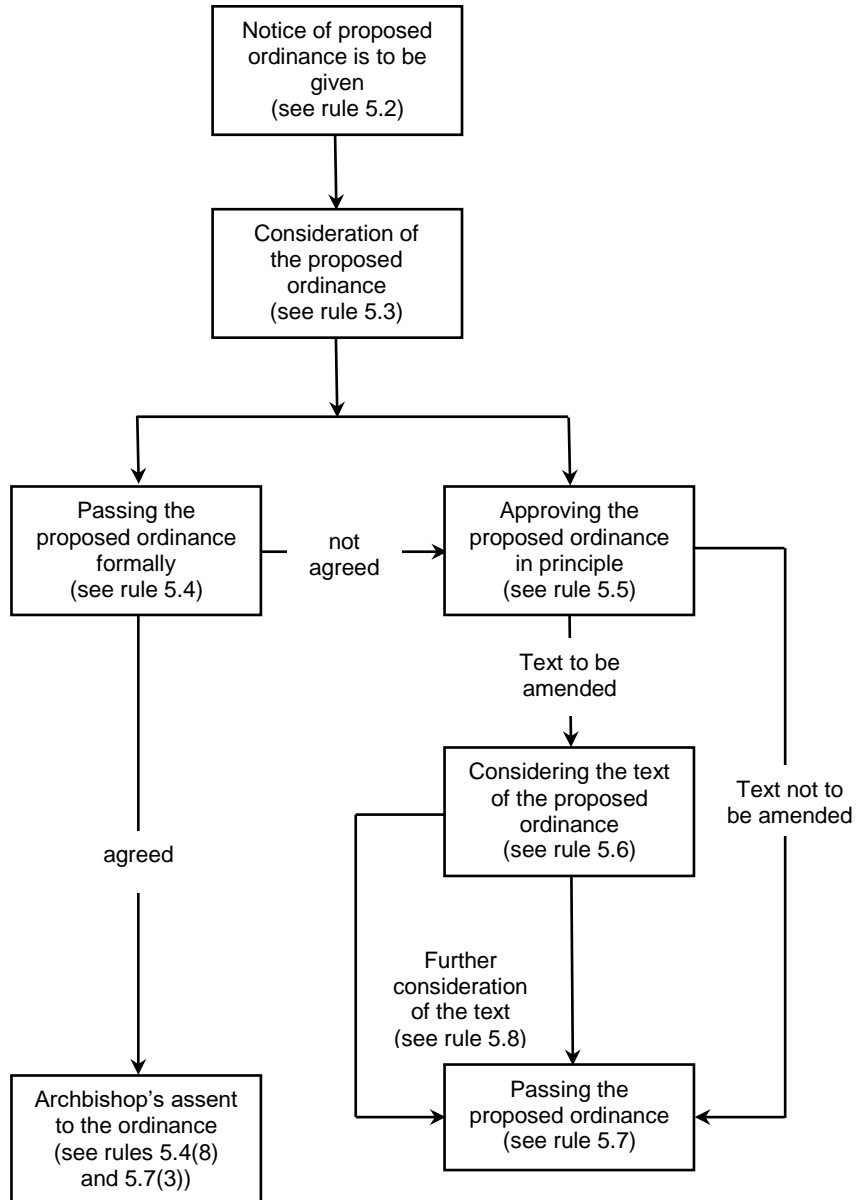 Notice of proposed
ordinance is to be
given
(see rule 5.2)
Consideration of
the proposed
ordinance
(see rule 5.3)
Passing the
proposed ordinance
formally
(see rule 5.4)
not
agreed
Approving the
proposed ordinance
in principle
(see rule 5.5)
Text to be
amended
Considering the text
of the proposed
ordinance
(see rule 5.6)
Text not to
be amended
agreed
Further
consideration
of the text
(see rule 5.8)
Archbishop’s assent
to the ordinance
(see rules 5.4(8)
and 5.7(3))
Passing the
proposed ordinance
(see rule 5.7)